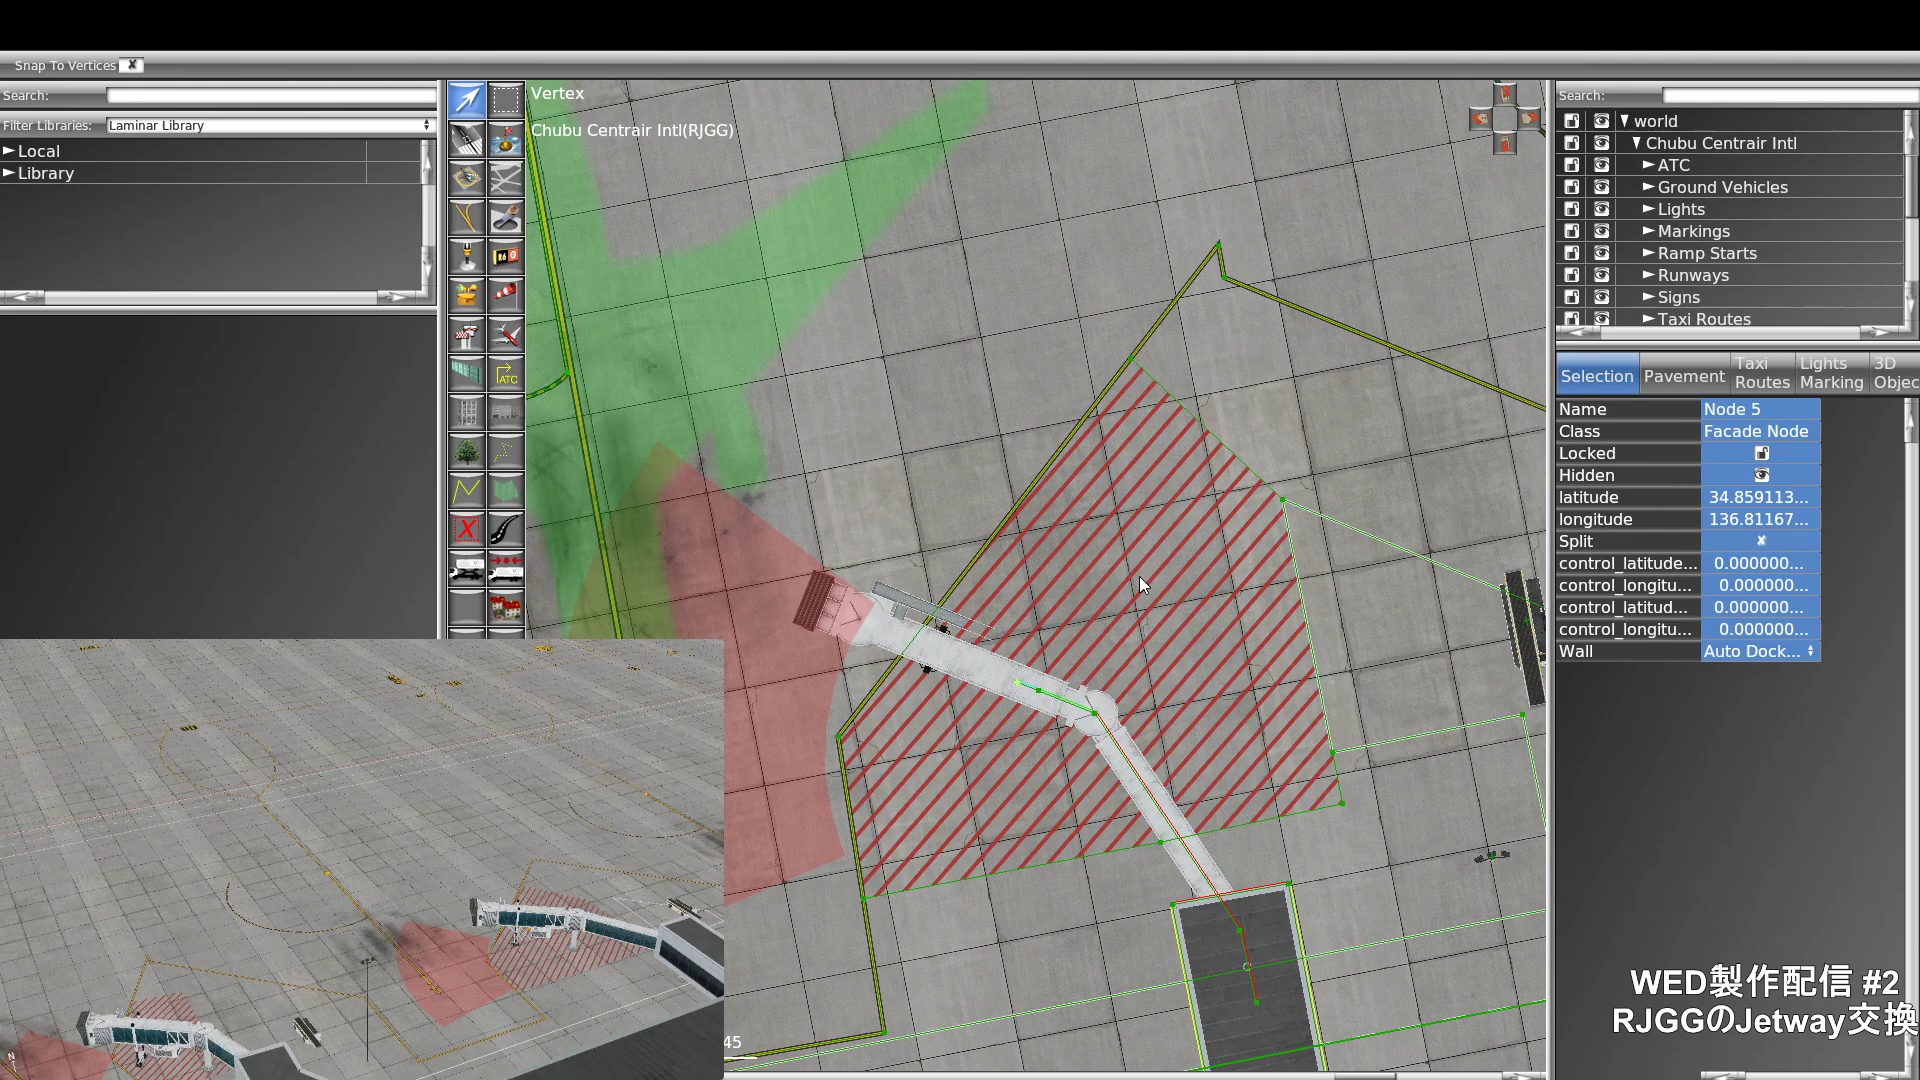 Snap To Vertices
Search:
Filter Libraries: Laminar Library
Local
Library
Vertex
Chubu Centrair Intl(RJGG)
ATC
45
Search:
world
Chubu Centrair Intl
ATC
Ground Vehicles
Lights
Markings
Ramp Starts
Runways
Signs
Taxi Routes
Selection
Pavement
Taxi Routes
Lights Marking
3D Objec
Name Node 5
Class Facade Node
Locked
Hidden
latitude 34.859113...
longitude 136.81167...
Split
control_latitude... 0.000000...
control_longitu... 0.000000...
control_latitud... 0.000000...
control_longitu... 0.000000...
Wall Auto Dock...
WED製作配信 #2
RJGGのJetway交換